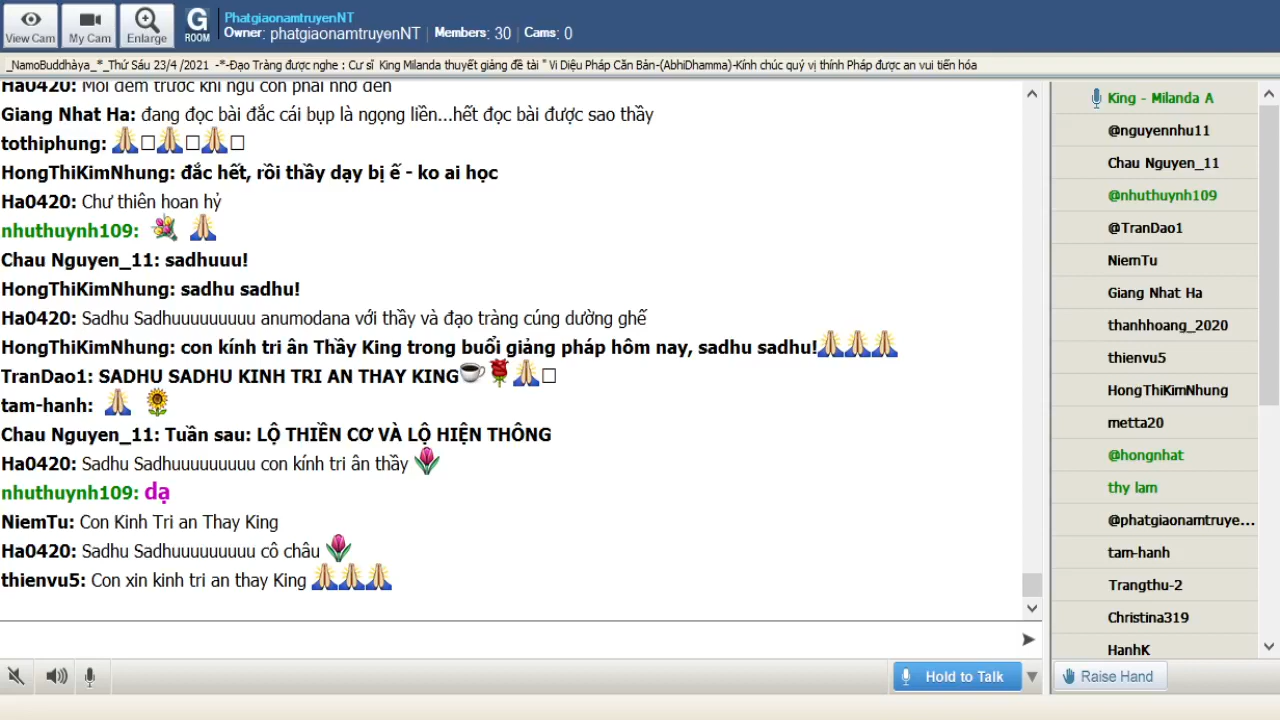 View Cam
My Cam
Enlarge
G ROOM
PhatgiaonamtruyenNT
Owner: phatgiaonamtruyenNT | Members: 30 | Cams: 0
_NamoBuddhàya_*_Thứ Sáu 23/4 /2021 -*-Đạo Tràng được nghe : Cư sĩ King Milanda thuyết giảng đề tài " Vi Diệu Pháp Căn Bản-(AbhiDhamma)-Kính chúc quý vị thính Pháp được an vui tiến hóa
Ha0420: Mỗi đêm trước khi ngủ con phải nhớ đến
Giang Nhat Ha: đang đọc bài đắc cái bụp là ngọng liền...hết đọc bài được sao thầy
tothiphung:
HongThiKimNhung: đắc hết, rồi thầy dạy bị ế - ko ai học
Ha0420: Chư thiên hoan hỷ
nhuthuynh109:
Chau Nguyen_11: sadhuuu!
HongThiKimNhung: sadhu sadhu!
Ha0420: Sadhu Sadhuuuuuuuuu anumodana với thầy và đạo tràng cúng dường ghế
HongThiKimNhung: con kính tri ân Thầy King trong buổi giảng pháp hôm nay, sadhu sadhu!
TranDao1: SADHU SADHU KINH TRI AN THAY KING
tam-hanh:
Chau Nguyen_11: Tuần sau: LỘ THIỀN CƠ VÀ LỘ HIỆN THÔNG
Ha0420: Sadhu Sadhuuuuuuuuu con kính tri ân thầy
nhuthuynh109: dạ
NiemTu: Con Kinh Tri an Thay King
Ha0420: Sadhu Sadhuuuuuuuuu cô châu
thienvu5: Con xin kinh tri an thay King
King - Milanda A
@nguyennhu11
Chau Nguyen_11
@nhuthuynh109
@TranDao1
NiemTu
Giang Nhat Ha
thanhhoang_2020
thienvu5
HongThiKimNhung
metta20
@hongnhat
thy lam
@phatgiaonamtruye...
tam-hanh
Trangthu-2
Christina319
HanhK
Hold to Talk
Raise Hand